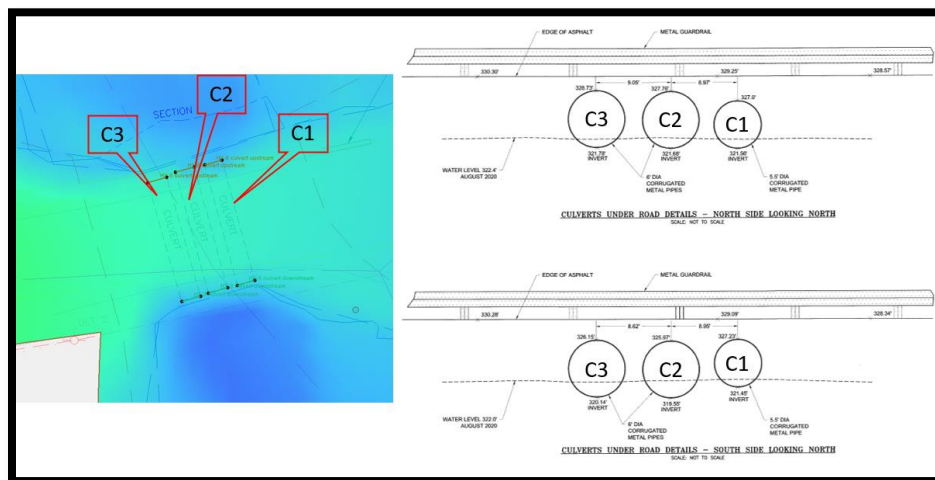 C2
C3
C1
SECTION
culvert upstream
culvert upstream
CULVERT
CULVERT
CULVERT
culvert downstream
EDGE OF ASPHALT
METAL GUARDRAIL
330.30'
329.25'
328.57'
9.05'
8.97'
328.73'
327.76'
327.0'
C3
C2
C1
WATER LEVEL 322.4'
AUGUST 2020
321.78'
INVERT
321.68'
INVERT
321.56'
INVERT
6' DIA
CORRUGATED
METAL PIPES
5.5' DIA
CORRUGATED
METAL PIPE
CULVERTS UNDER ROAD DETAILS – NORTH SIDE LOOKING NORTH
SCALE: NOT TO SCALE
EDGE OF ASPHALT
METAL GUARDRAIL
330.28'
329.09'
328.34'
8.62'
8.95'
326.15'
325.97'
327.23'
C3
C2
C1
WATER LEVEL 322.0'
AUGUST 2020
320.14'
INVERT
319.55'
INVERT
321.45'
INVERT
6' DIA
CORRUGATED
METAL PIPES
5.5' DIA
CORRUGATED
METAL PIPE
CULVERTS UNDER ROAD DETAILS – SOUTH SIDE LOOKING NORTH
SCALE: NOT TO SCALE